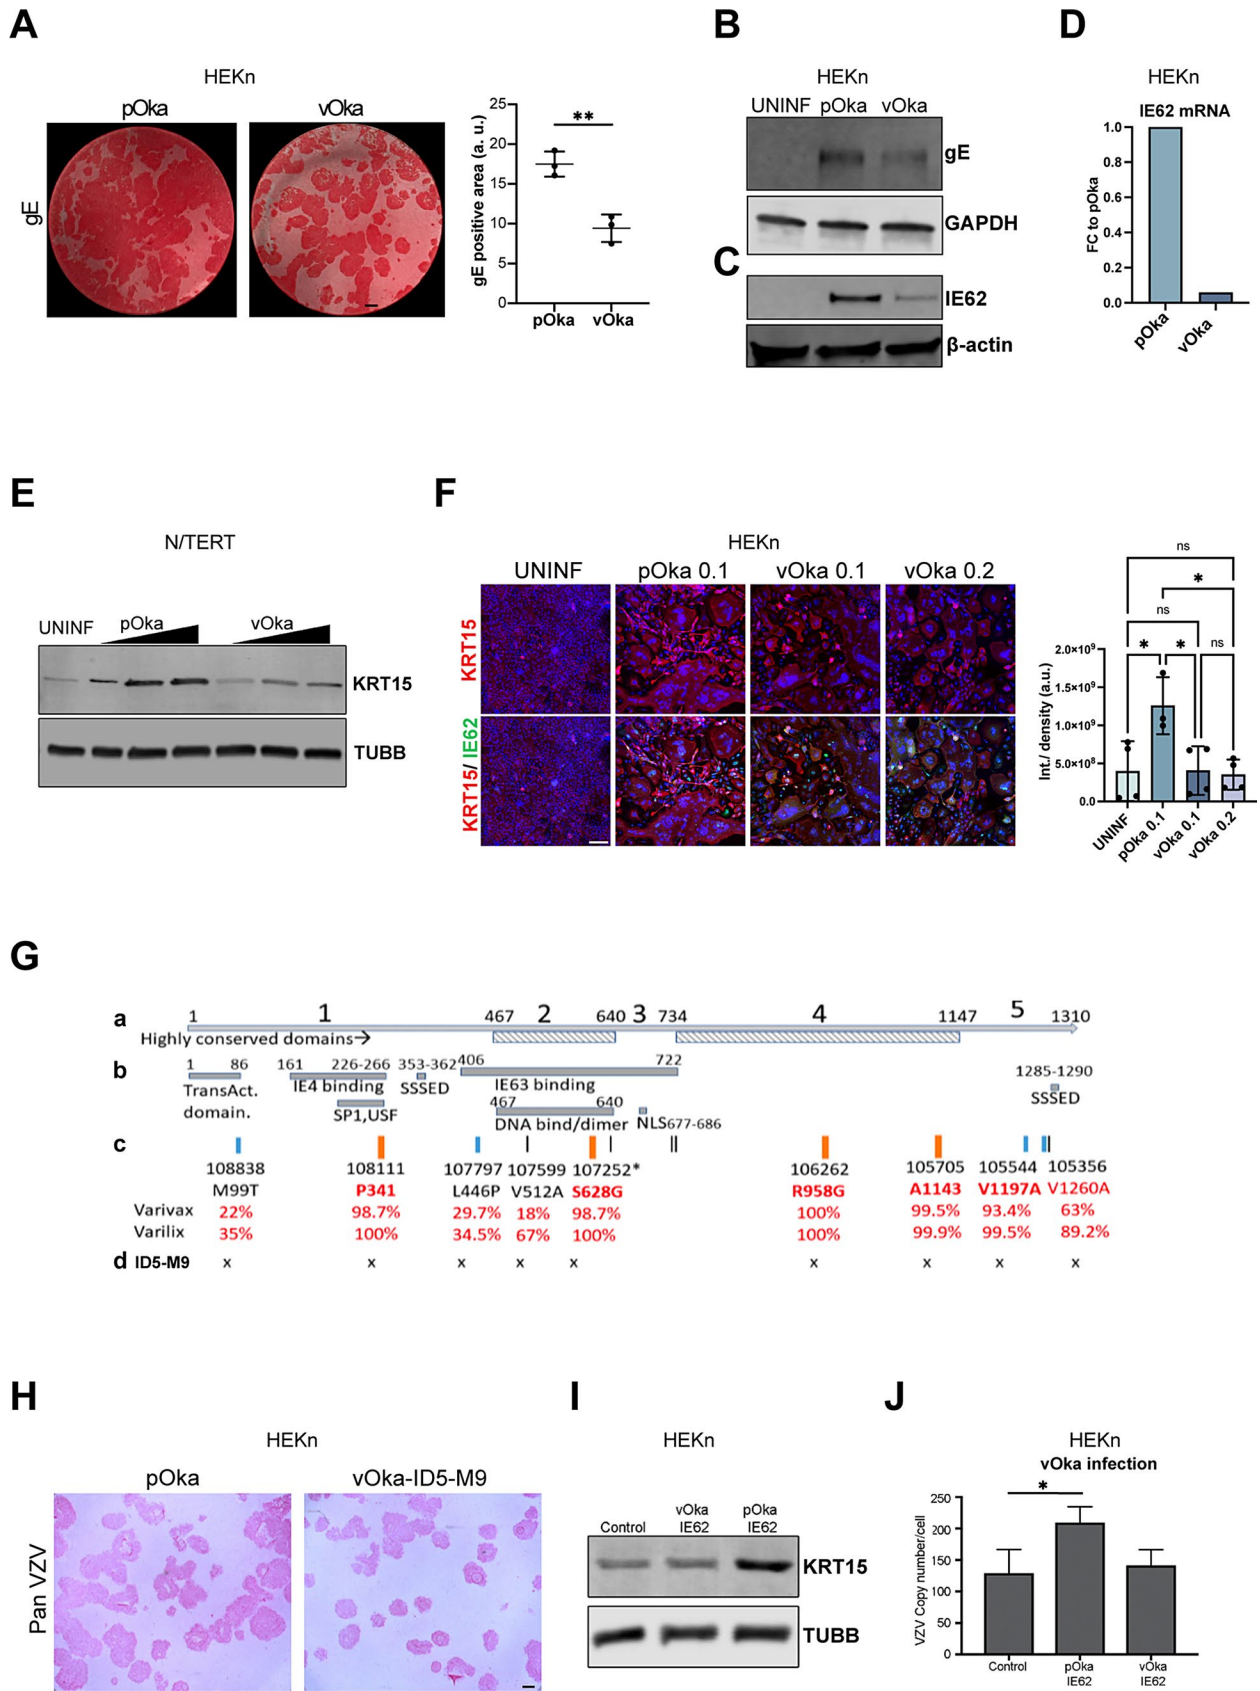 A
HEKn
pOka
vOka
gE
gE positive area (a. u.)
25
20
15
10
5
0
**
pOka
vOka
B
HEKn
UNINF pOka vOka
gE
GAPDH
C
IE62
β-actin
D
HEKn
IE62 mRNA
FC to pOka
1.0
0.8
0.6
0.4
0.2
0.0
pOka
vOka
E
N/TERT
UNINF pOka vOka
KRT15
TUBB
F
HEKn
UNINF pOka 0.1 vOka 0.1 vOka 0.2
KRT15
KRT15/ IE62
ns
*
ns
* * ns
Int./ density (a.u.)
2.0×10⁹
1.5×10⁹
1.0×10⁹
5.0×10⁸
0.0
UNINF
pOka 0.1
vOka 0.1
vOka 0.2
G
a 1 1 467 2 640 3 734 4 1147 5 1310
Highly conserved domains→
b 1 86 161 226-266 353-362 406 722 1285-1290
TransAct. domain. IE4 binding SSSED IE63 binding SSSED
SP1,USF 467 640
DNA bind/dimer NLS677-686
c
108838 108111 107797 107599 107252* 106262 105705 105544 105356
M99T P341 L446P V512A S628G R958G A1143 V1197A V1260A
Varivax 22% 98.7% 29.7% 18% 98.7% 100% 99.5% 93.4% 63%
Varilix 35% 100% 34.5% 67% 100% 100% 99.9% 99.5% 89.2%
d ID5-M9 x x x x x x x x x
H
HEKn
pOka vOka-ID5-M9
Pan VZV
I
HEKn
Control vOka IE62 pOka IE62
KRT15
TUBB
J
HEKn
vOka infection
*
VZV Copy number/cell
250
200
150
100
50
0
Control pOka IE62 vOka IE62